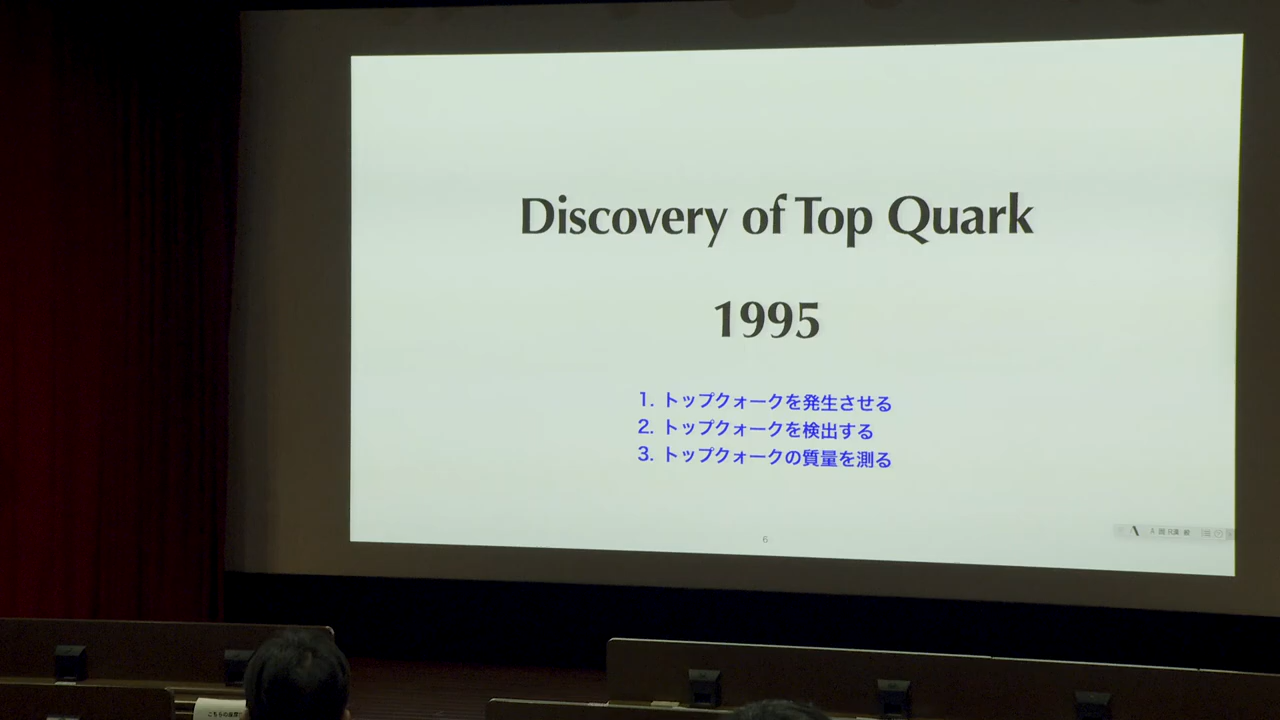 Discovery of Top Quark
1995
1. トップクォークを発生させる
2. トップクォークを検出する
3. トップクォークの質量を測る
6